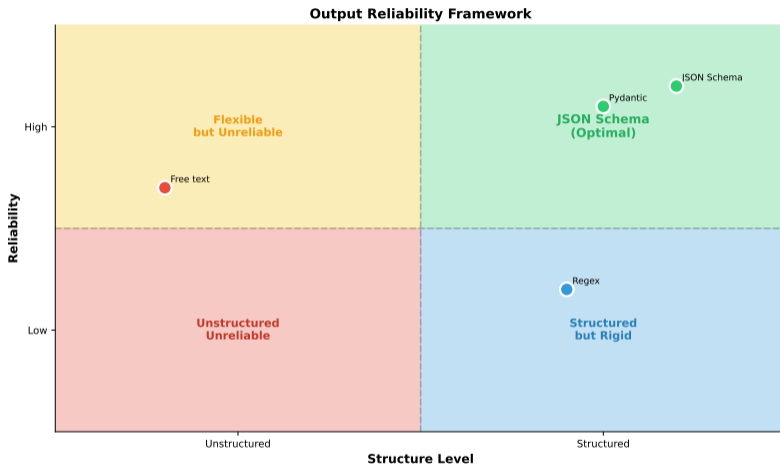 Output Reliability Framework
JSON Schema
Pydantic
Flexible
but Unreliable
JSON Schema
(Optimal)
High
Free text
Reliability
Regex
Unstructured
Unreliable
Structured
but Rigid
Low
Unstructured
Structured
Structure Level